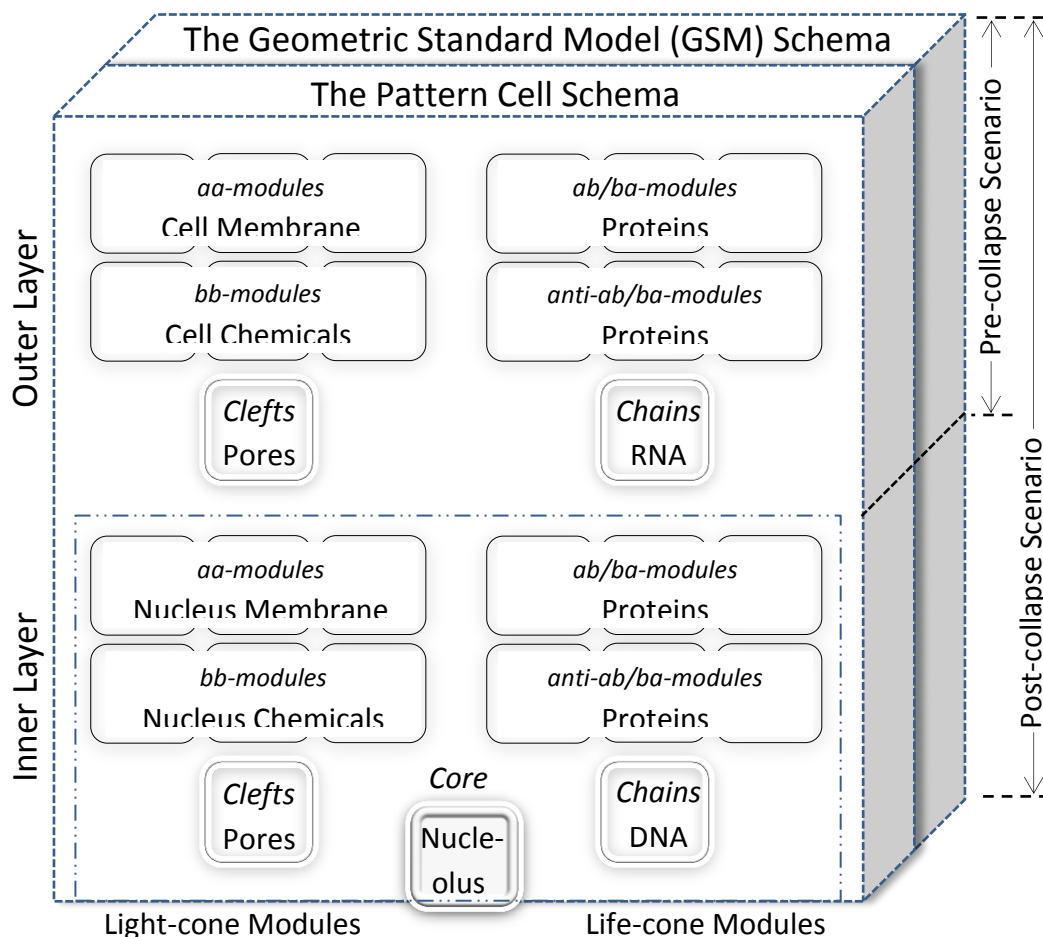 The Geometric Standard Model (GSM) Schema
The Pattern Cell Schema
Pre-collapse Scenario
Post-collapse Scenario
Outer Layer
aa-modules
Cell Membrane
bb-modules
Cell Chemicals
Clefts
Pores
ab/ba-modules
Proteins
anti-ab/ba-modules
Proteins
Chains
RNA
Inner Layer
aa-modules
Nucleus Membrane
bb-modules
Nucleus Chemicals
Clefts
Pores
Core
Nucle-
olus
ab/ba-modules
Proteins
anti-ab/ba-modules
Proteins
Chains
DNA
Light-cone Modules
Life-cone Modules